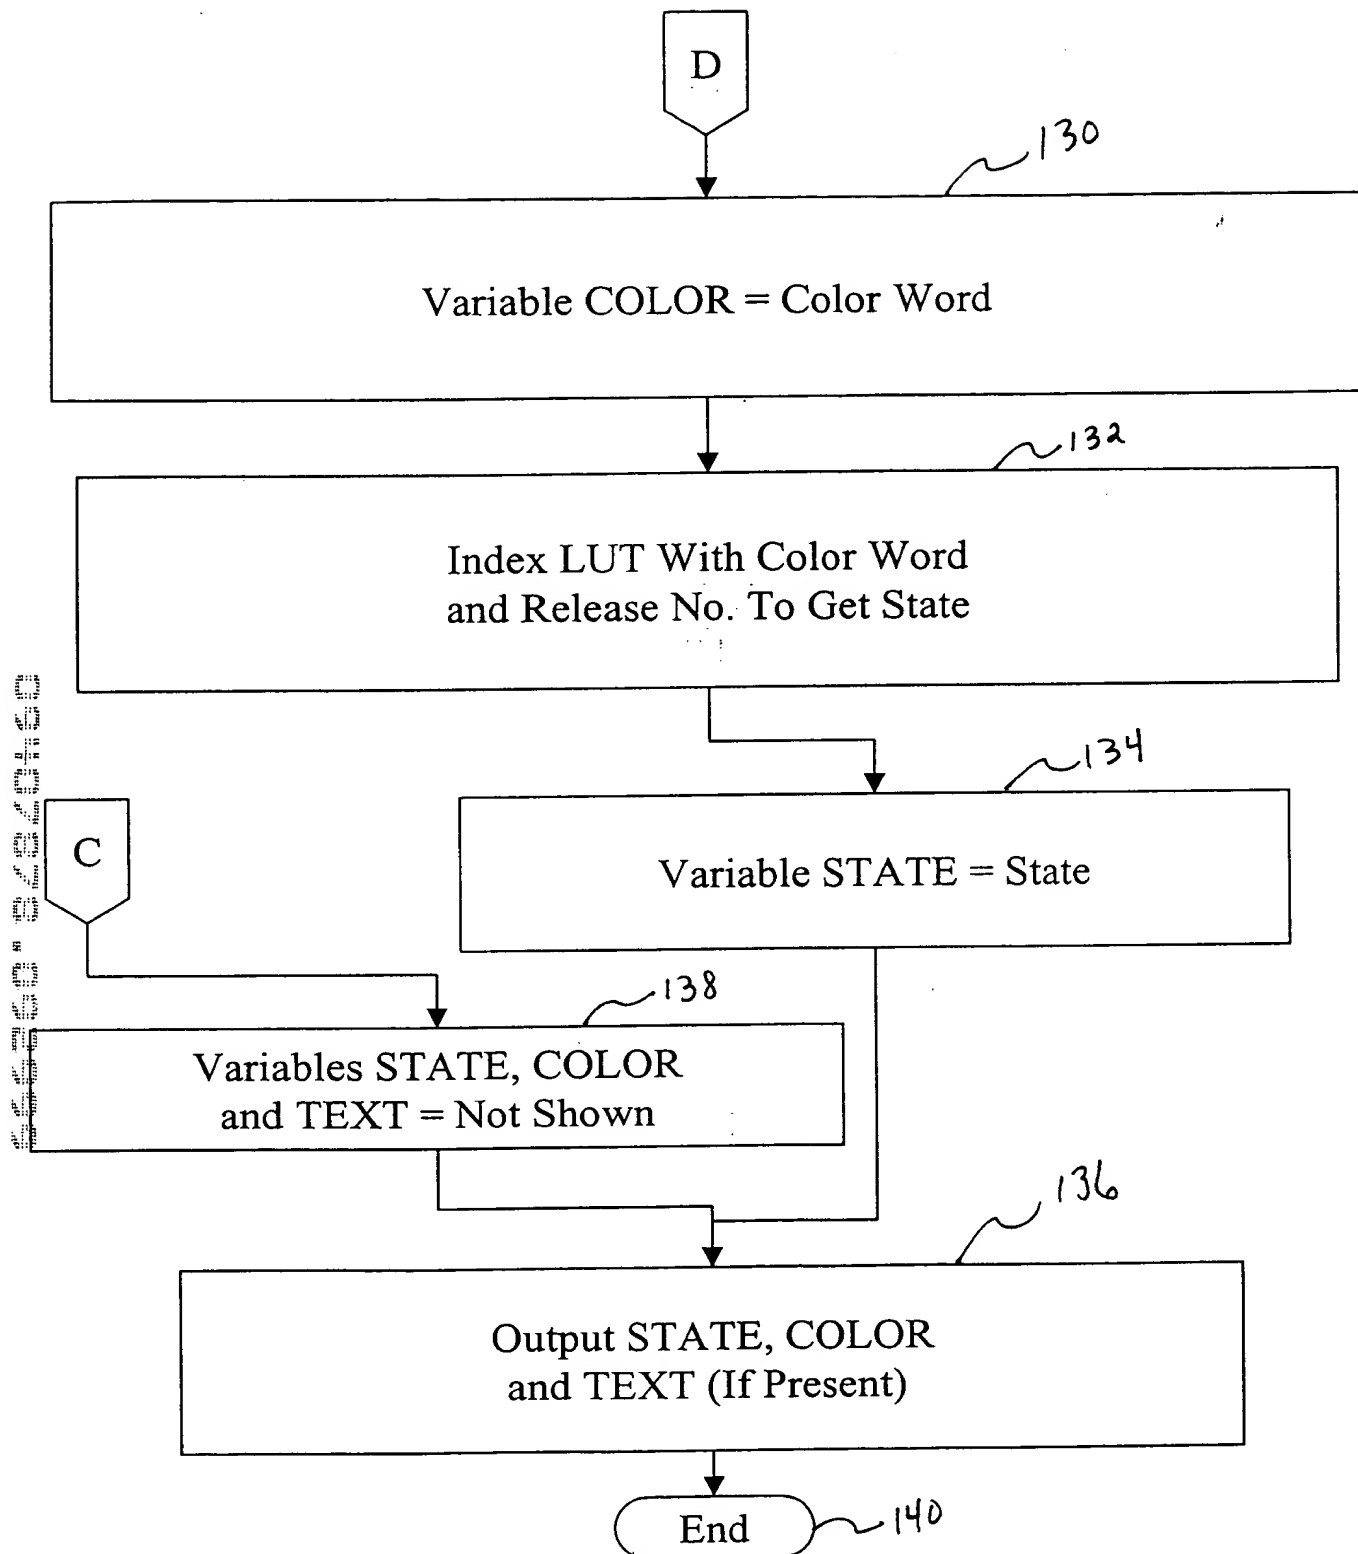 D
130
Variable COLOR = Color Word
132
Index LUT With Color Word
and Release No. To Get State
134
C
Variable STATE = State
138
Variables STATE, COLOR
and TEXT = Not Shown
136
Output STATE, COLOR
and TEXT (If Present)
End
140